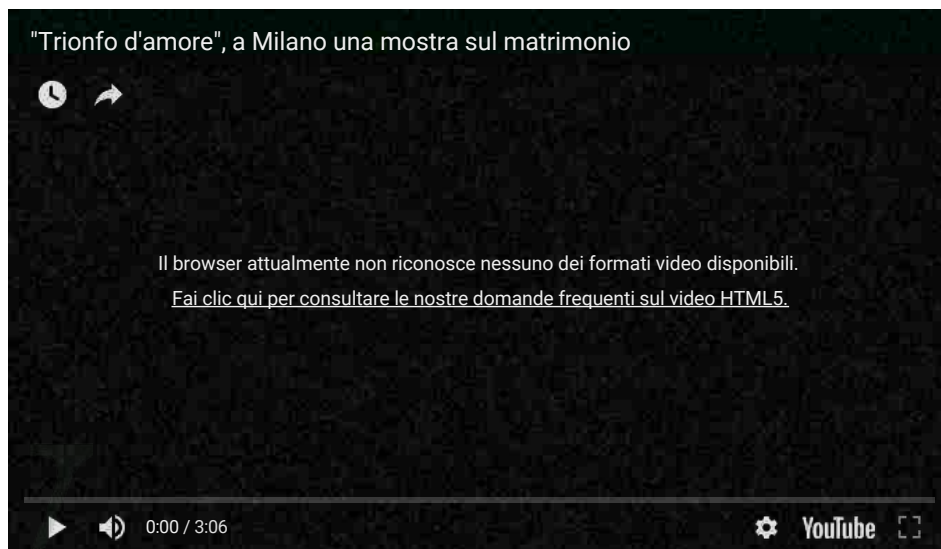 "Trionfo d'amore", a Milano una mostra sul matrimonio
Il browser attualmente non riconosce nessuno dei formati video disponibili.
Fai clic qui per consultare le nostre domande frequenti sul video HTML5.
0:00 / 3:06
YouTube